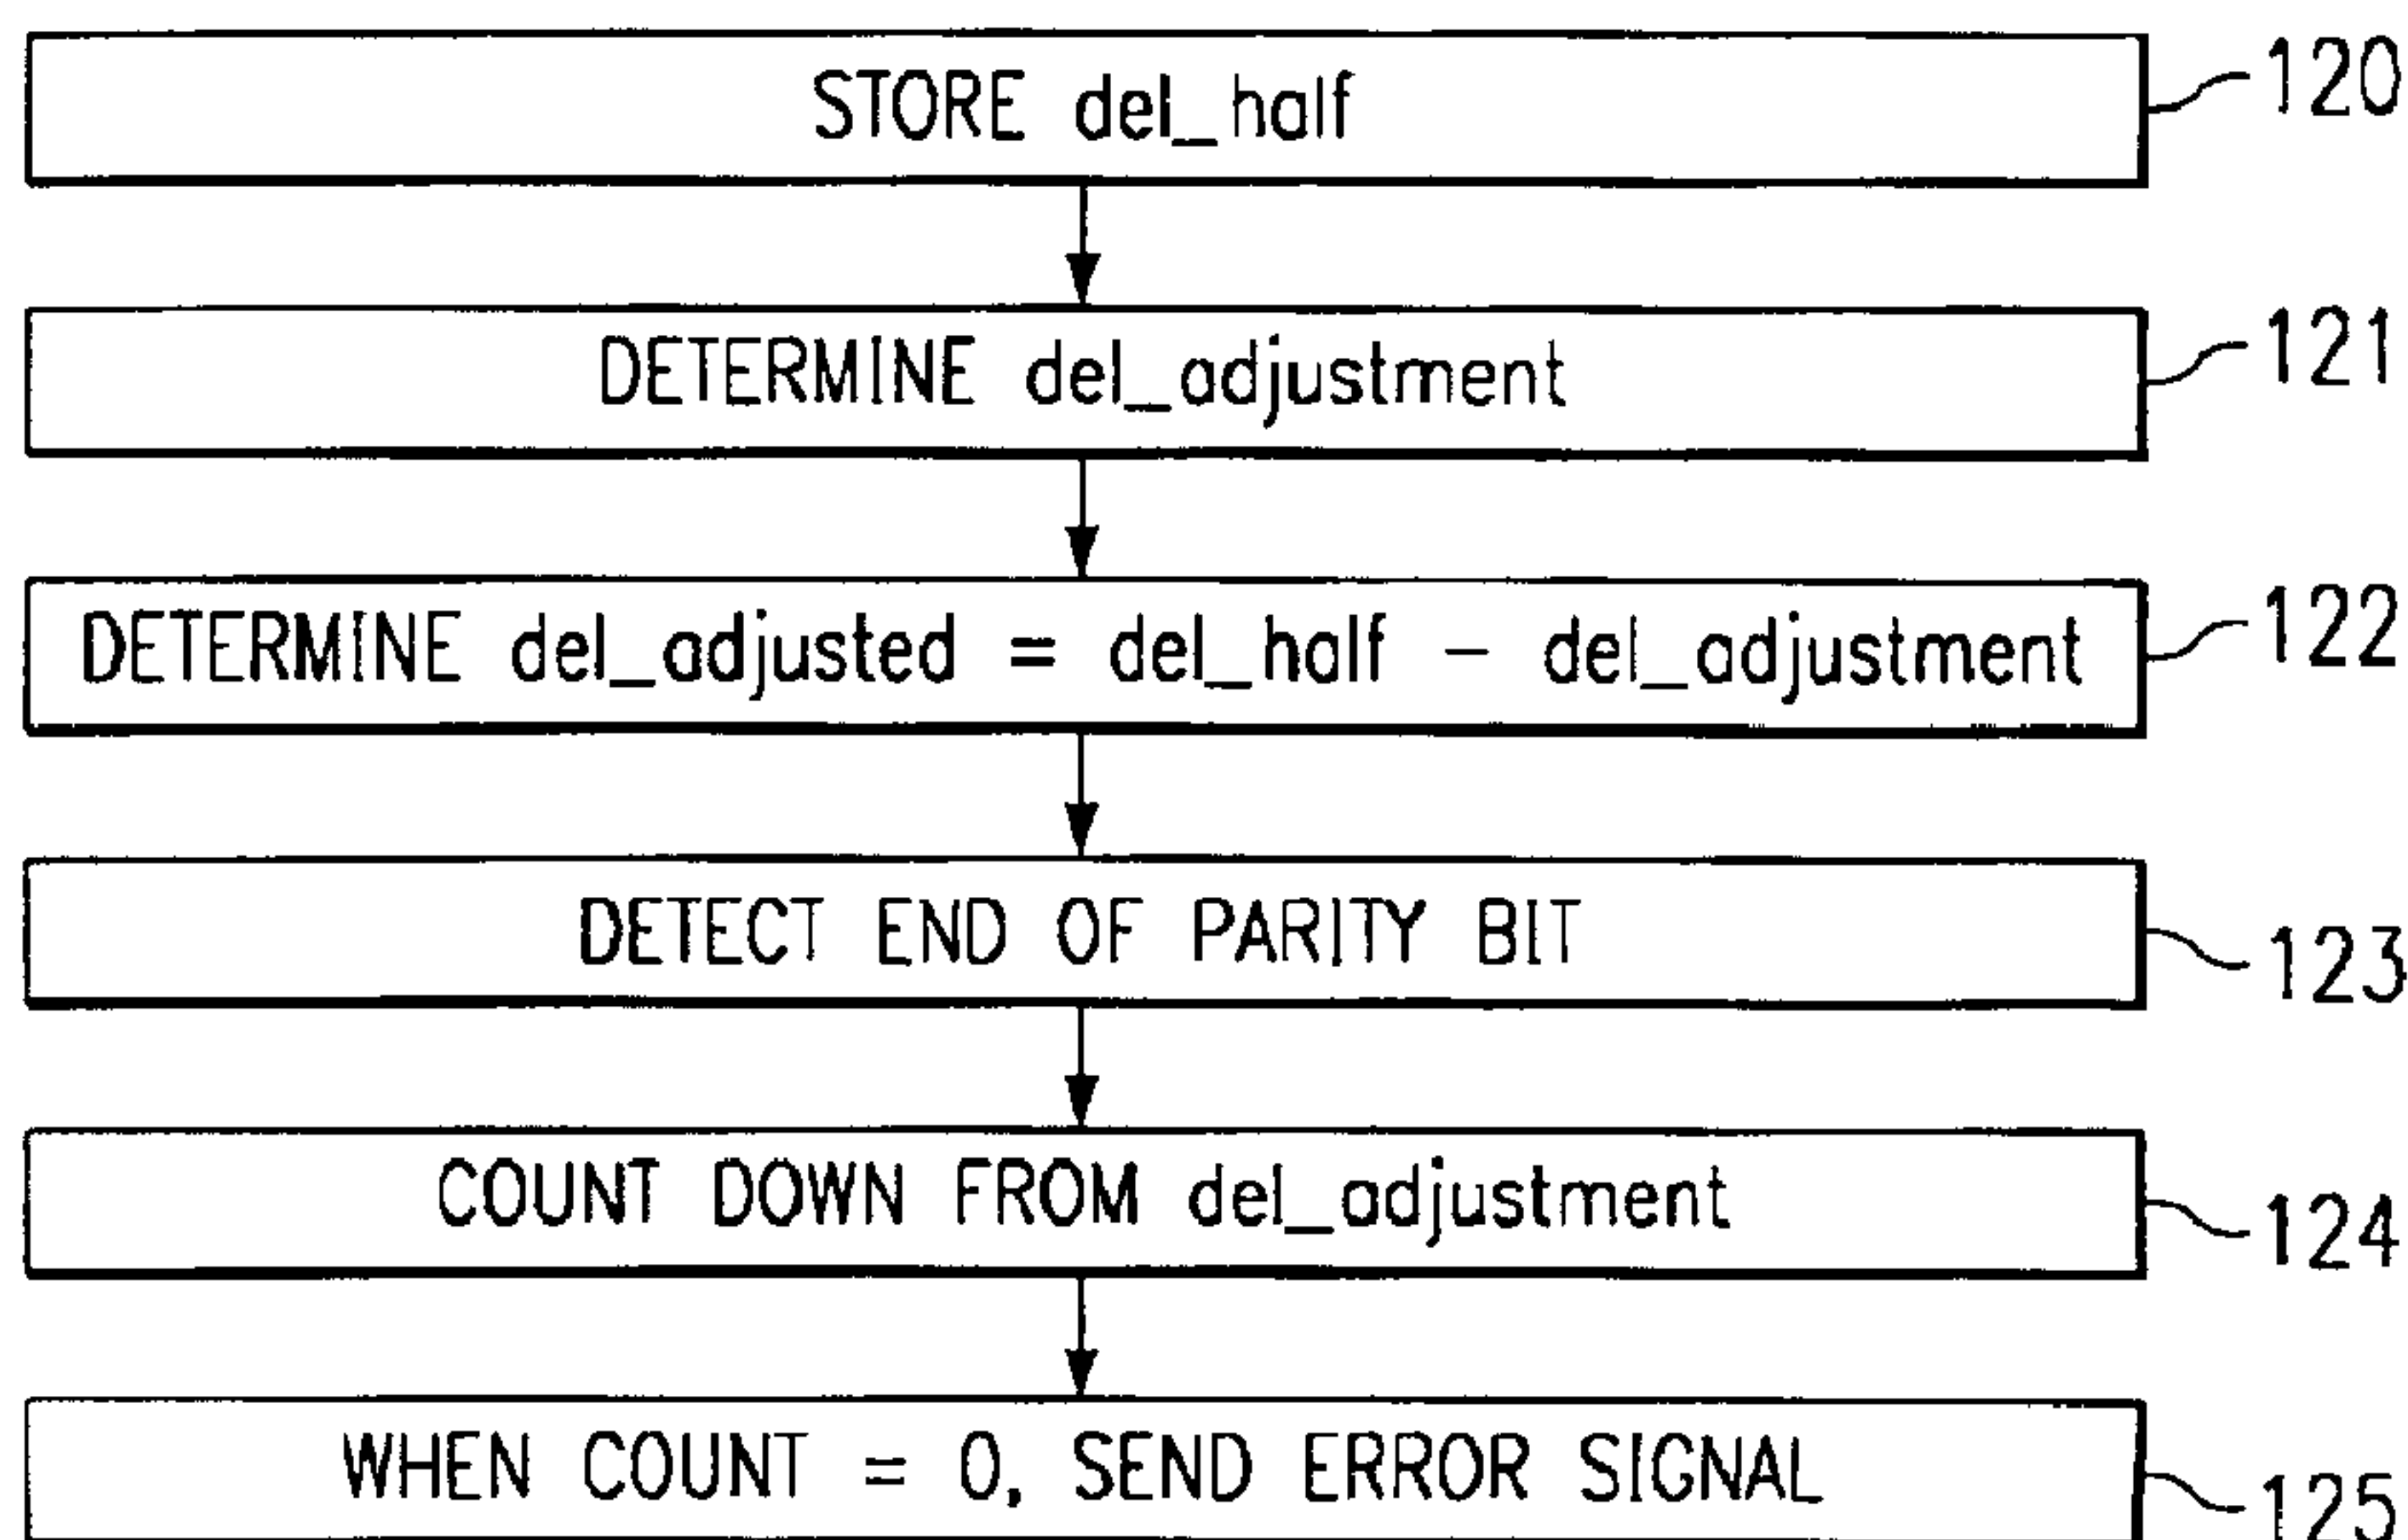 STORE del_half
120
DETERMINE del_adjustment
121
DETERMINE del_adjusted = del_half - del_adjustment
122
DETECT END OF PARITY BIT
123
COUNT DOWN FROM del_adjustment
124
WHEN COUNT = 0, SEND ERROR SIGNAL
125